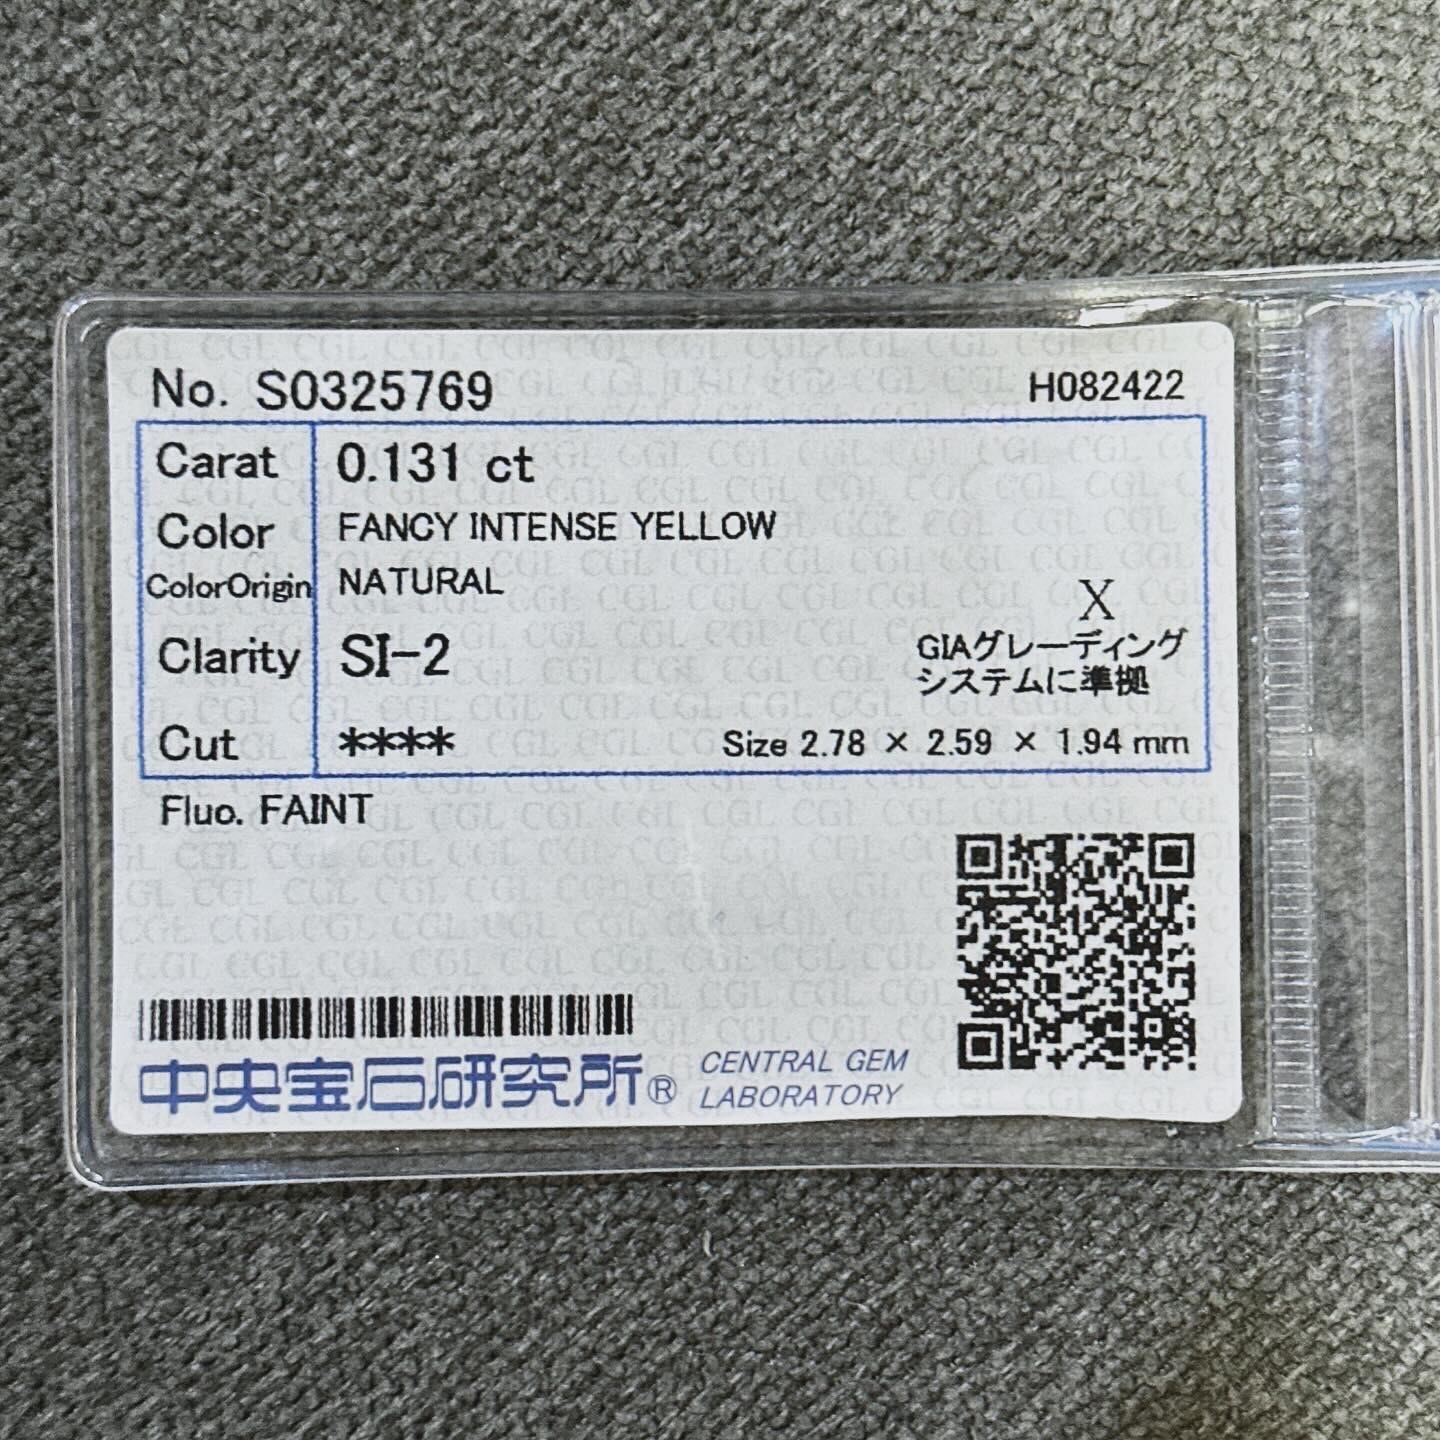 No. S0325769 H082422
Carat 0.131 ct
Color FANCY INTENSE YELLOW
ColorOrigin NATURAL
X
Clarity SI-2 GIAグレーディング
システムに準拠
Cut **** Size 2.78 × 2.59 × 1.94 mm
Fluo. FAINT
中央宝石研究所® CENTRAL GEM
LABORATORY